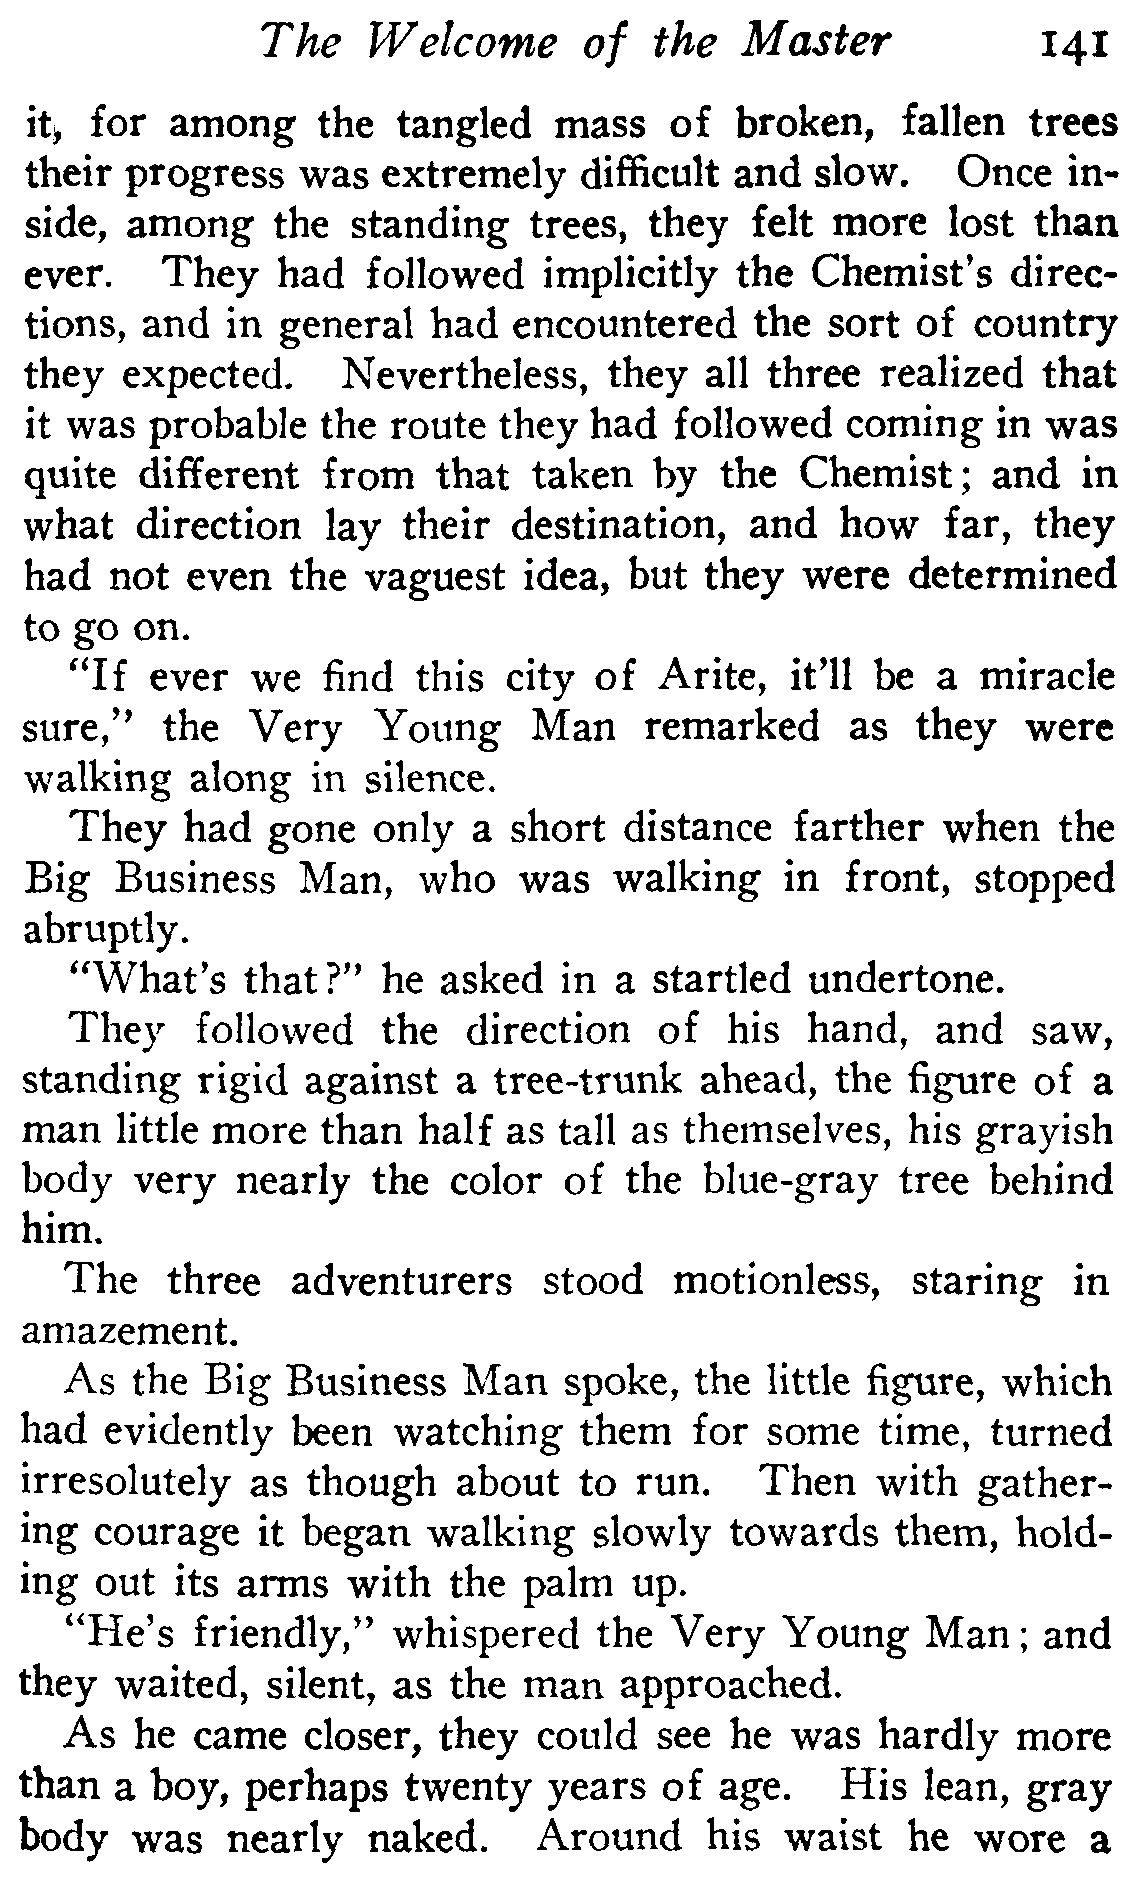 The Welcome of the Master 141
it, for among the tangled mass of broken, fallen trees
their progress was extremely difficult and slow. Once in-
side, among the standing trees, they felt more lost than
ever. They had followed implicitly the Chemist's direc-
tions, and in general had encountered the sort of country
they expected. Nevertheless, they all three realized that
it was probable the route they had followed coming in was
quite different from that taken by the Chemist; and in
what direction lay their destination, and how far, they
had not even the vaguest idea, but they were determined
to go on.
"If ever we find this city of Arite, it'll be a miracle
sure," the Very Young Man remarked as they were
walking along in silence.
They had gone only a short distance farther when the
Big Business Man, who was walking in front, stopped
abruptly.
"What's that?" he asked in a startled undertone.
They followed the direction of his hand, and saw,
standing rigid against a tree-trunk ahead, the figure of a
man little more than half as tall as themselves, his grayish
body very nearly the color of the blue-gray tree behind
him.
The three adventurers stood motionless, staring in
amazement.
As the Big Business Man spoke, the little figure, which
had evidently been watching them for some time, turned
irresolutely as though about to run. Then with gather-
ing courage it began walking slowly towards them, hold-
ing out its arms with the palm up.
"He's friendly," whispered the Very Young Man; and
they waited, silent, as the man approached.
As he came closer, they could see he was hardly more
than a boy, perhaps twenty years of age. His lean, gray
body was nearly naked. Around his waist he wore a